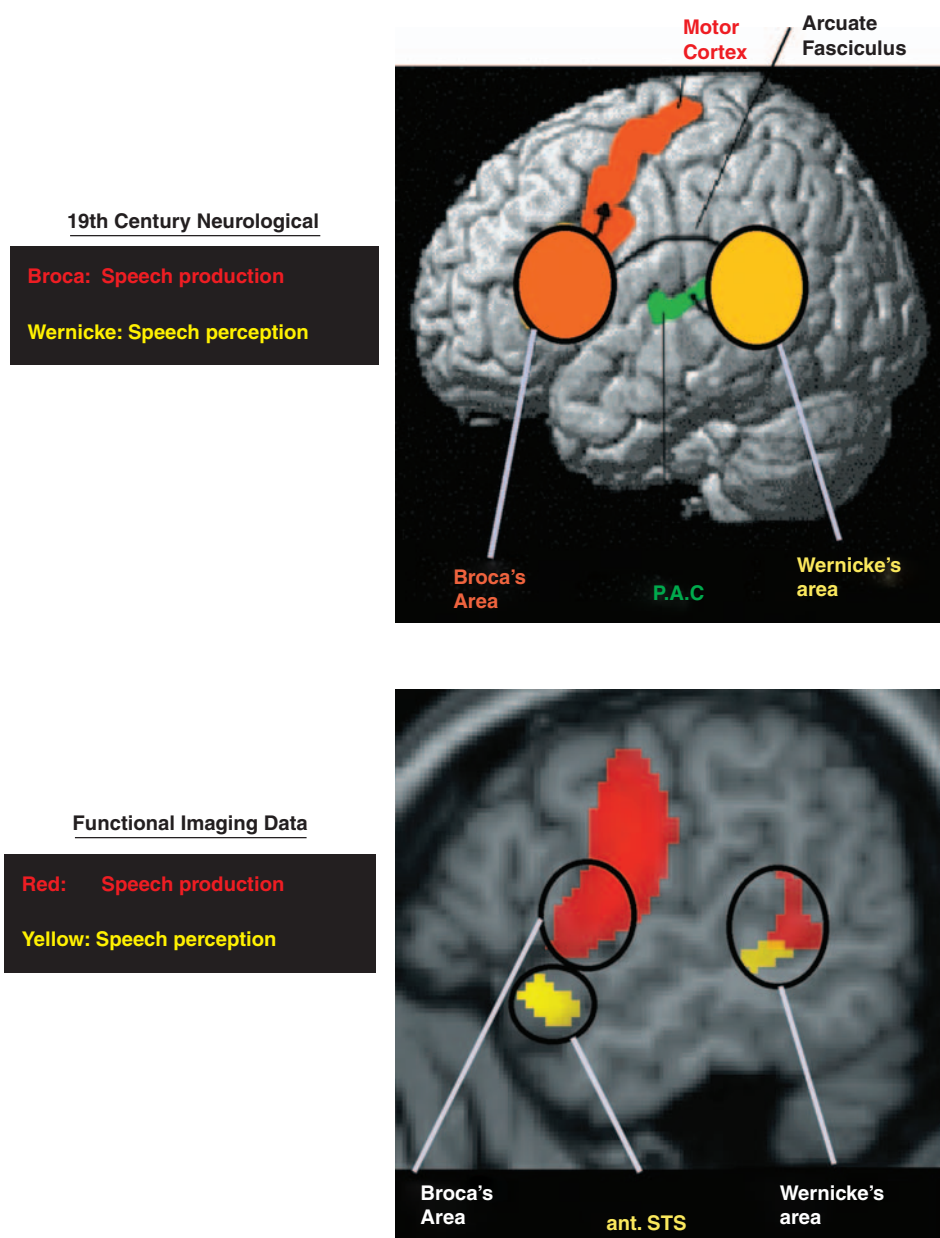 Motor
Cortex
Arcuate
Fasciculus
19th Century Neurological
Broca: Speech production
Wernicke: Speech perception
Broca's
Area
P.A.C
Wernicke's
area
Functional Imaging Data
Red: Speech production
Yellow: Speech perception
Broca's
Area
ant. STS
Wernicke's
area